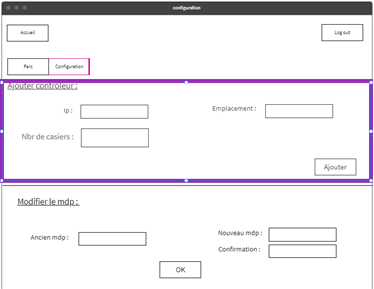 configuration
Accueil
Log out
Parc
Configuration
Ajouter controleur :
Ip :
Emplacement :
Nbr de casiers :
Ajouter
Modifier le mdp :
Ancien mdp :
Nouveau mdp :
Confirmation :
OK